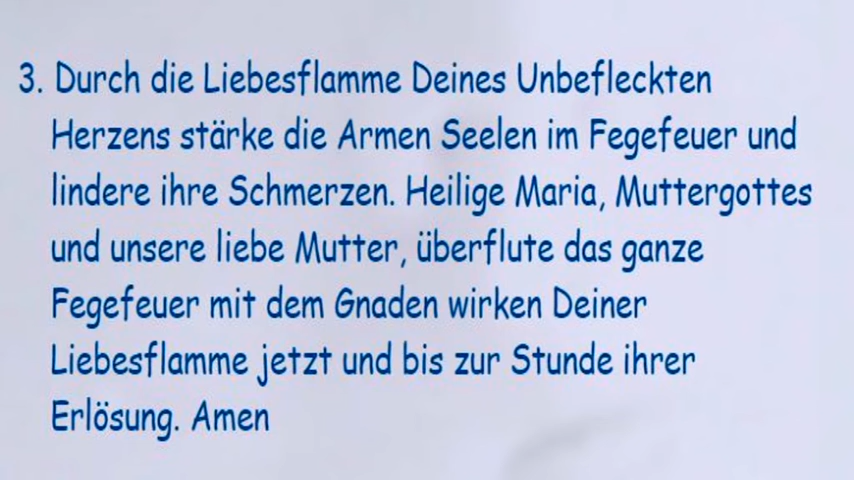 3. Durch die Liebesflamme Deines Unbefleckten
Herzens stärke die Armen Seelen im Fegefeuer und
lindere ihre Schmerzen. Heilige Maria, Muttergottes
und unsere liebe Mutter, überflute das ganze
Fegefeuer mit dem Gnaden wirken Deiner
Liebesflamme jetzt und bis zur Stunde ihrer
Erlösung. Amen